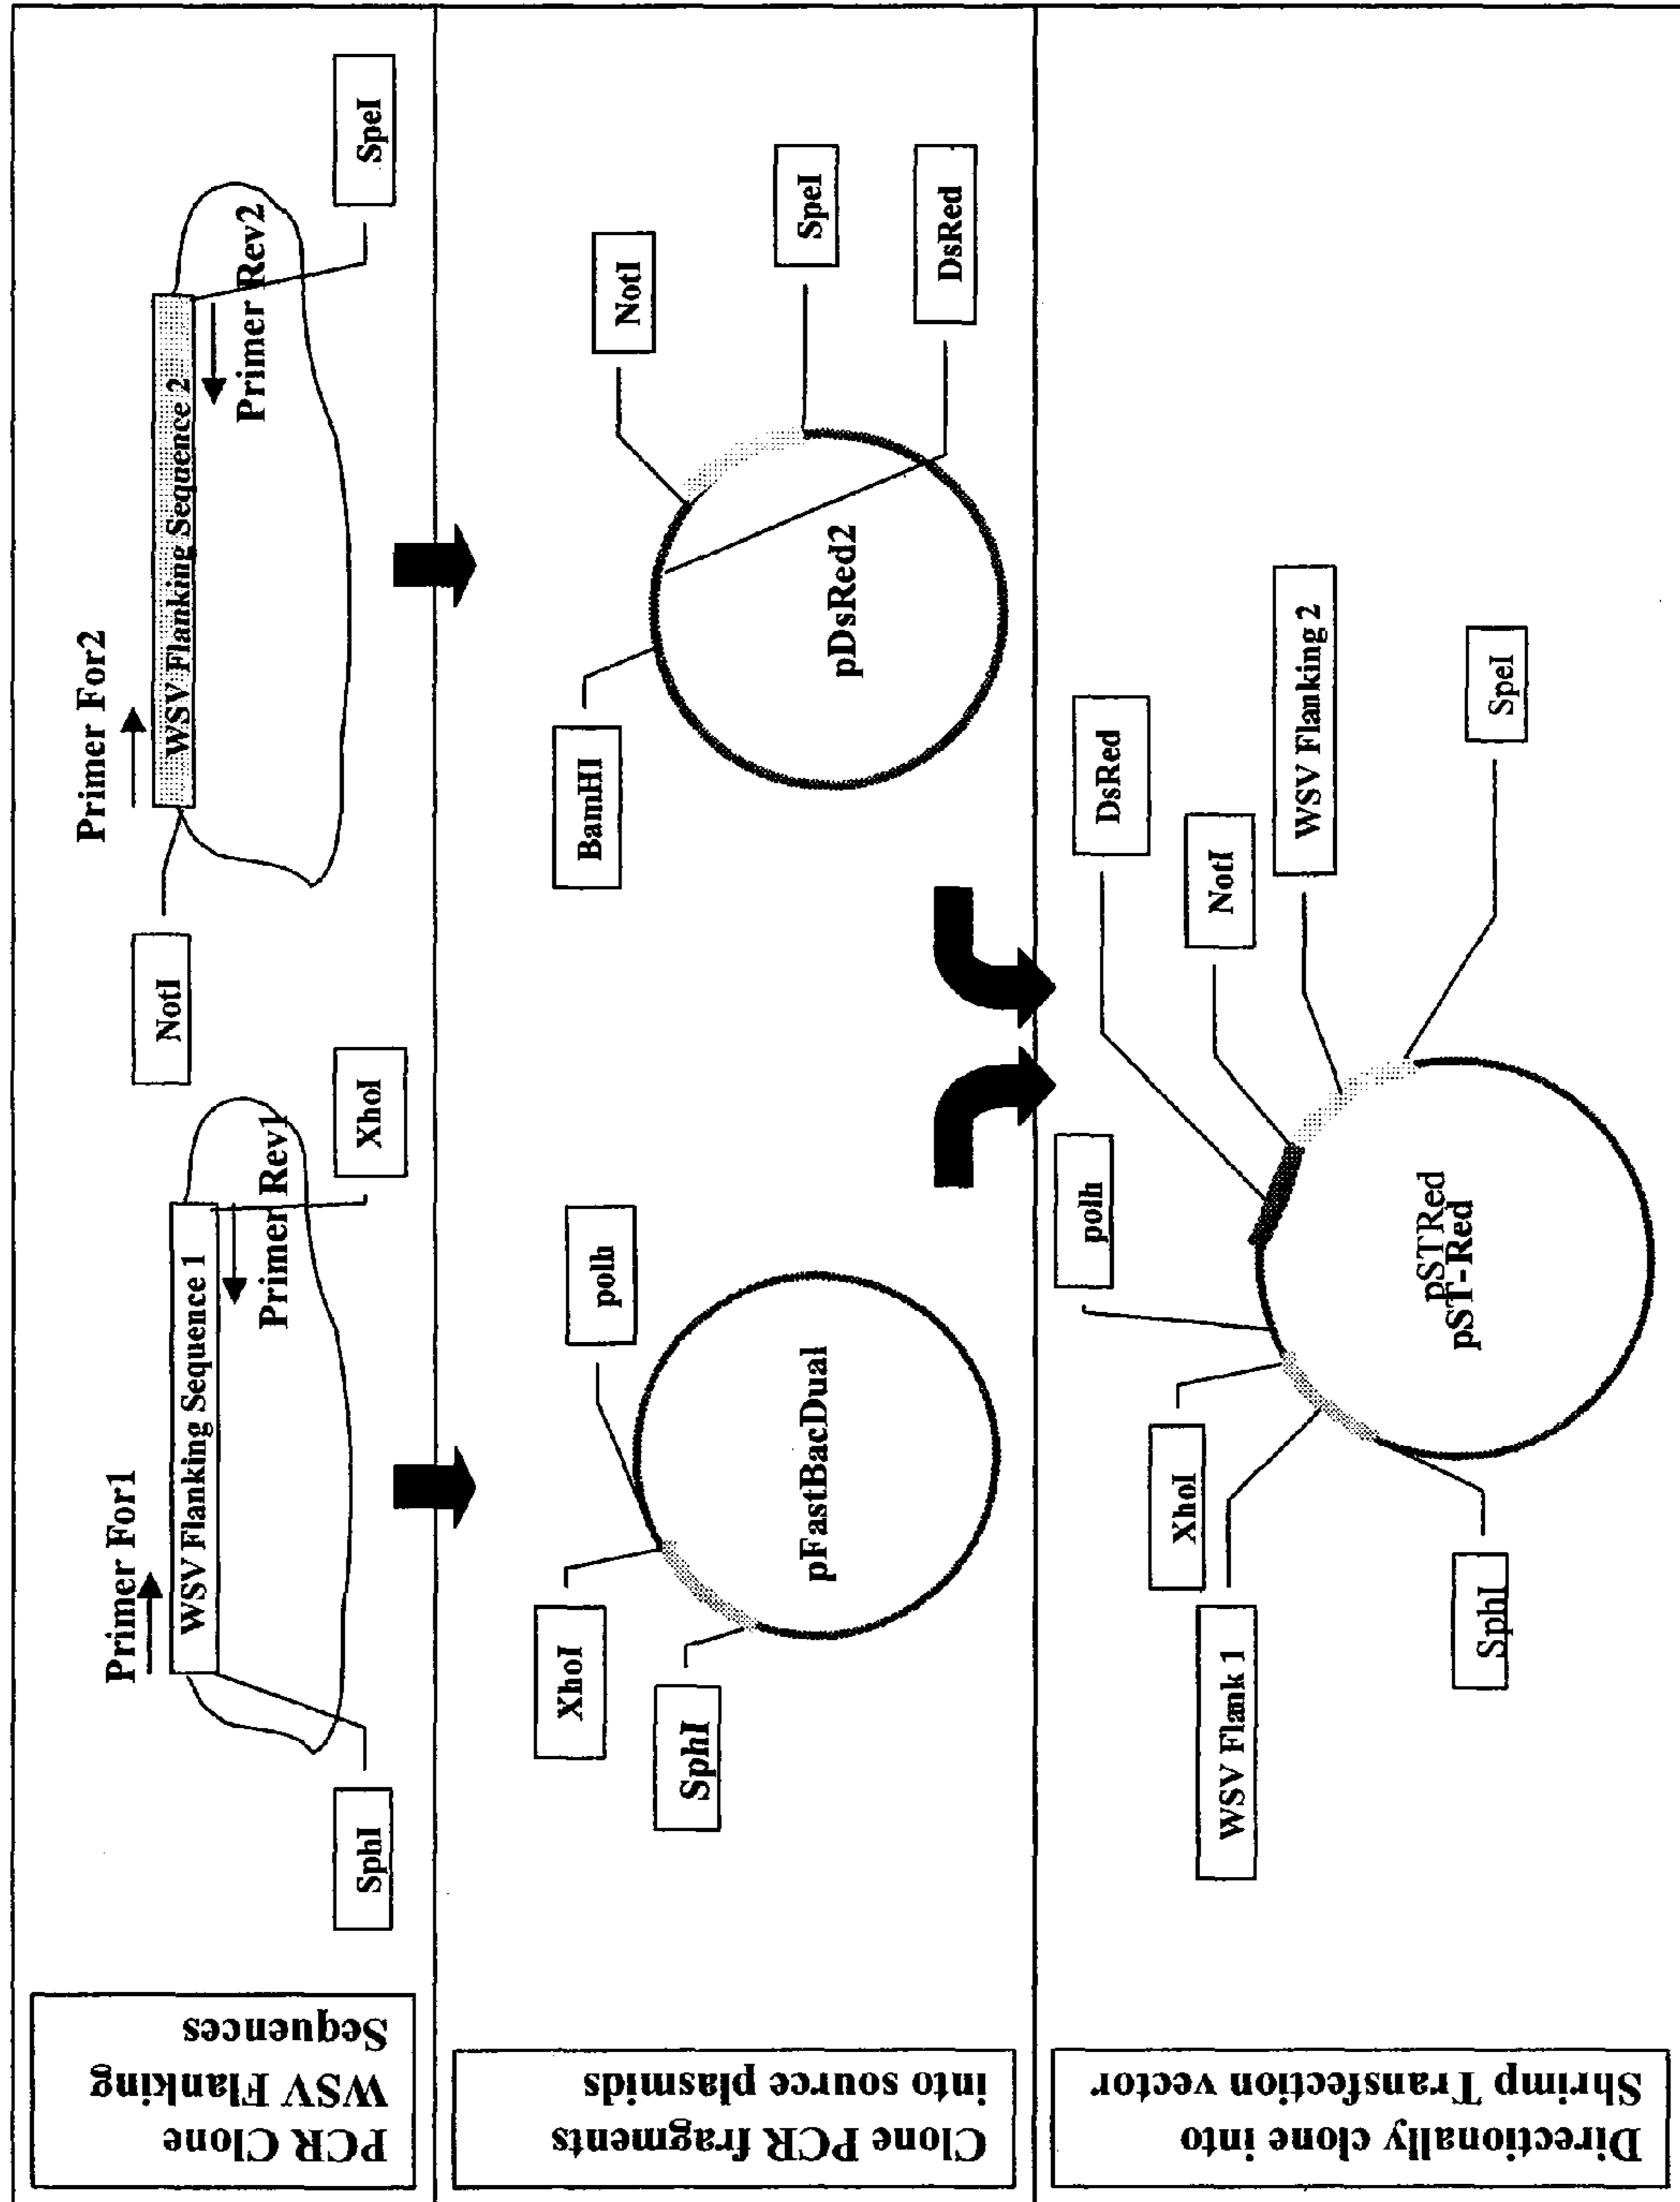 PCR Clone
WSV Flanking
Sequences
Primer For1
WSV Flanking Sequence 1
Primer Rev1
SphI
XhoI
Primer For2
WSV Flanking Sequence 2
Primer Rev2
NotI
SpeI
Clone PCR fragments
into source plasmids
XhoI
SphI
polh
pFastBacDual
BamHI
NotI
SpeI
DsRed
pDsRed2
Directionally clone into
Shrimp Transfection vector
WSV Flank 1
XhoI
SphI
polh
DsRed
NotI
WSV Flanking 2
SpeI
pSTRed
pST-Red